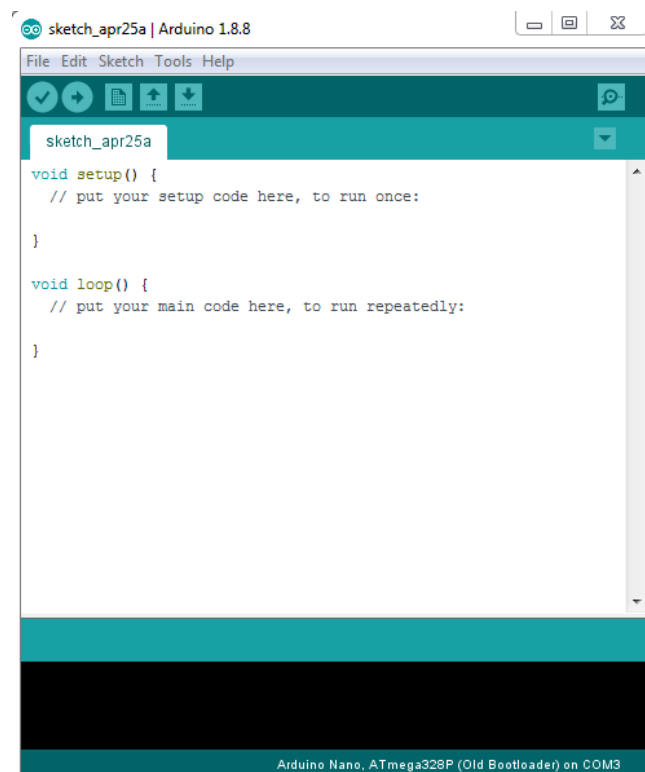 sketch_apr25a | Arduino 1.8.8
File Edit Sketch Tools Help
sketch_apr25a
void setup() {
  // put your setup code here, to run once:
}
void loop() {
  // put your main code here, to run repeatedly:
}
Arduino Nano, ATmega328P (Old Bootloader) on COM3